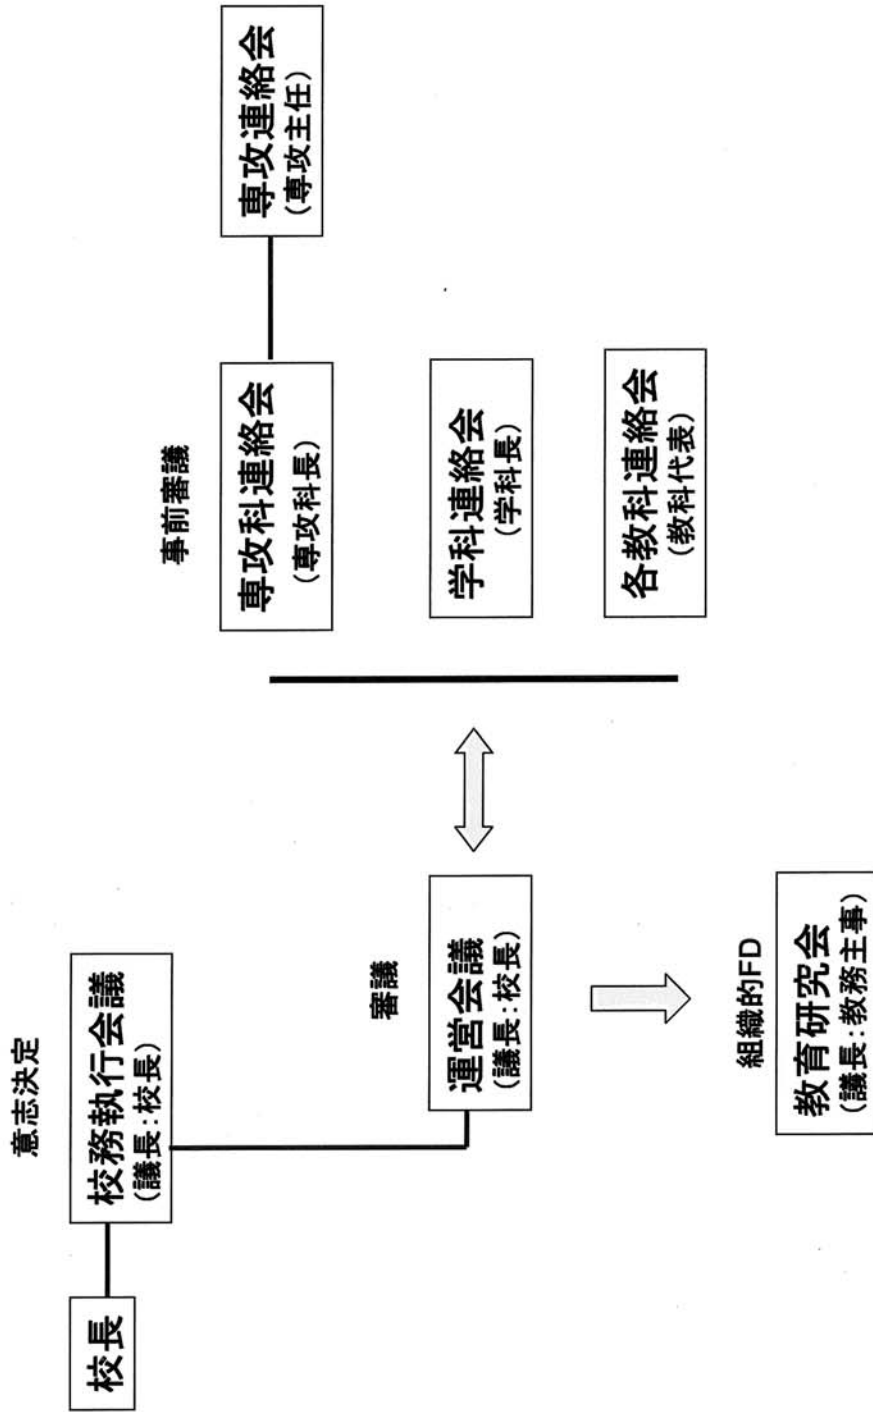 意志決定
校長
校務執行会議
(議長:校長)
審議
運営会議
(議長:校長)
組織的FD
教育研究会
(議長:教務主事)
事前審議
専攻科連絡会
(専攻科長)
専攻連絡会
(専攻主任)
学科連絡会
(学科長)
各教科連絡会
(教科代表)